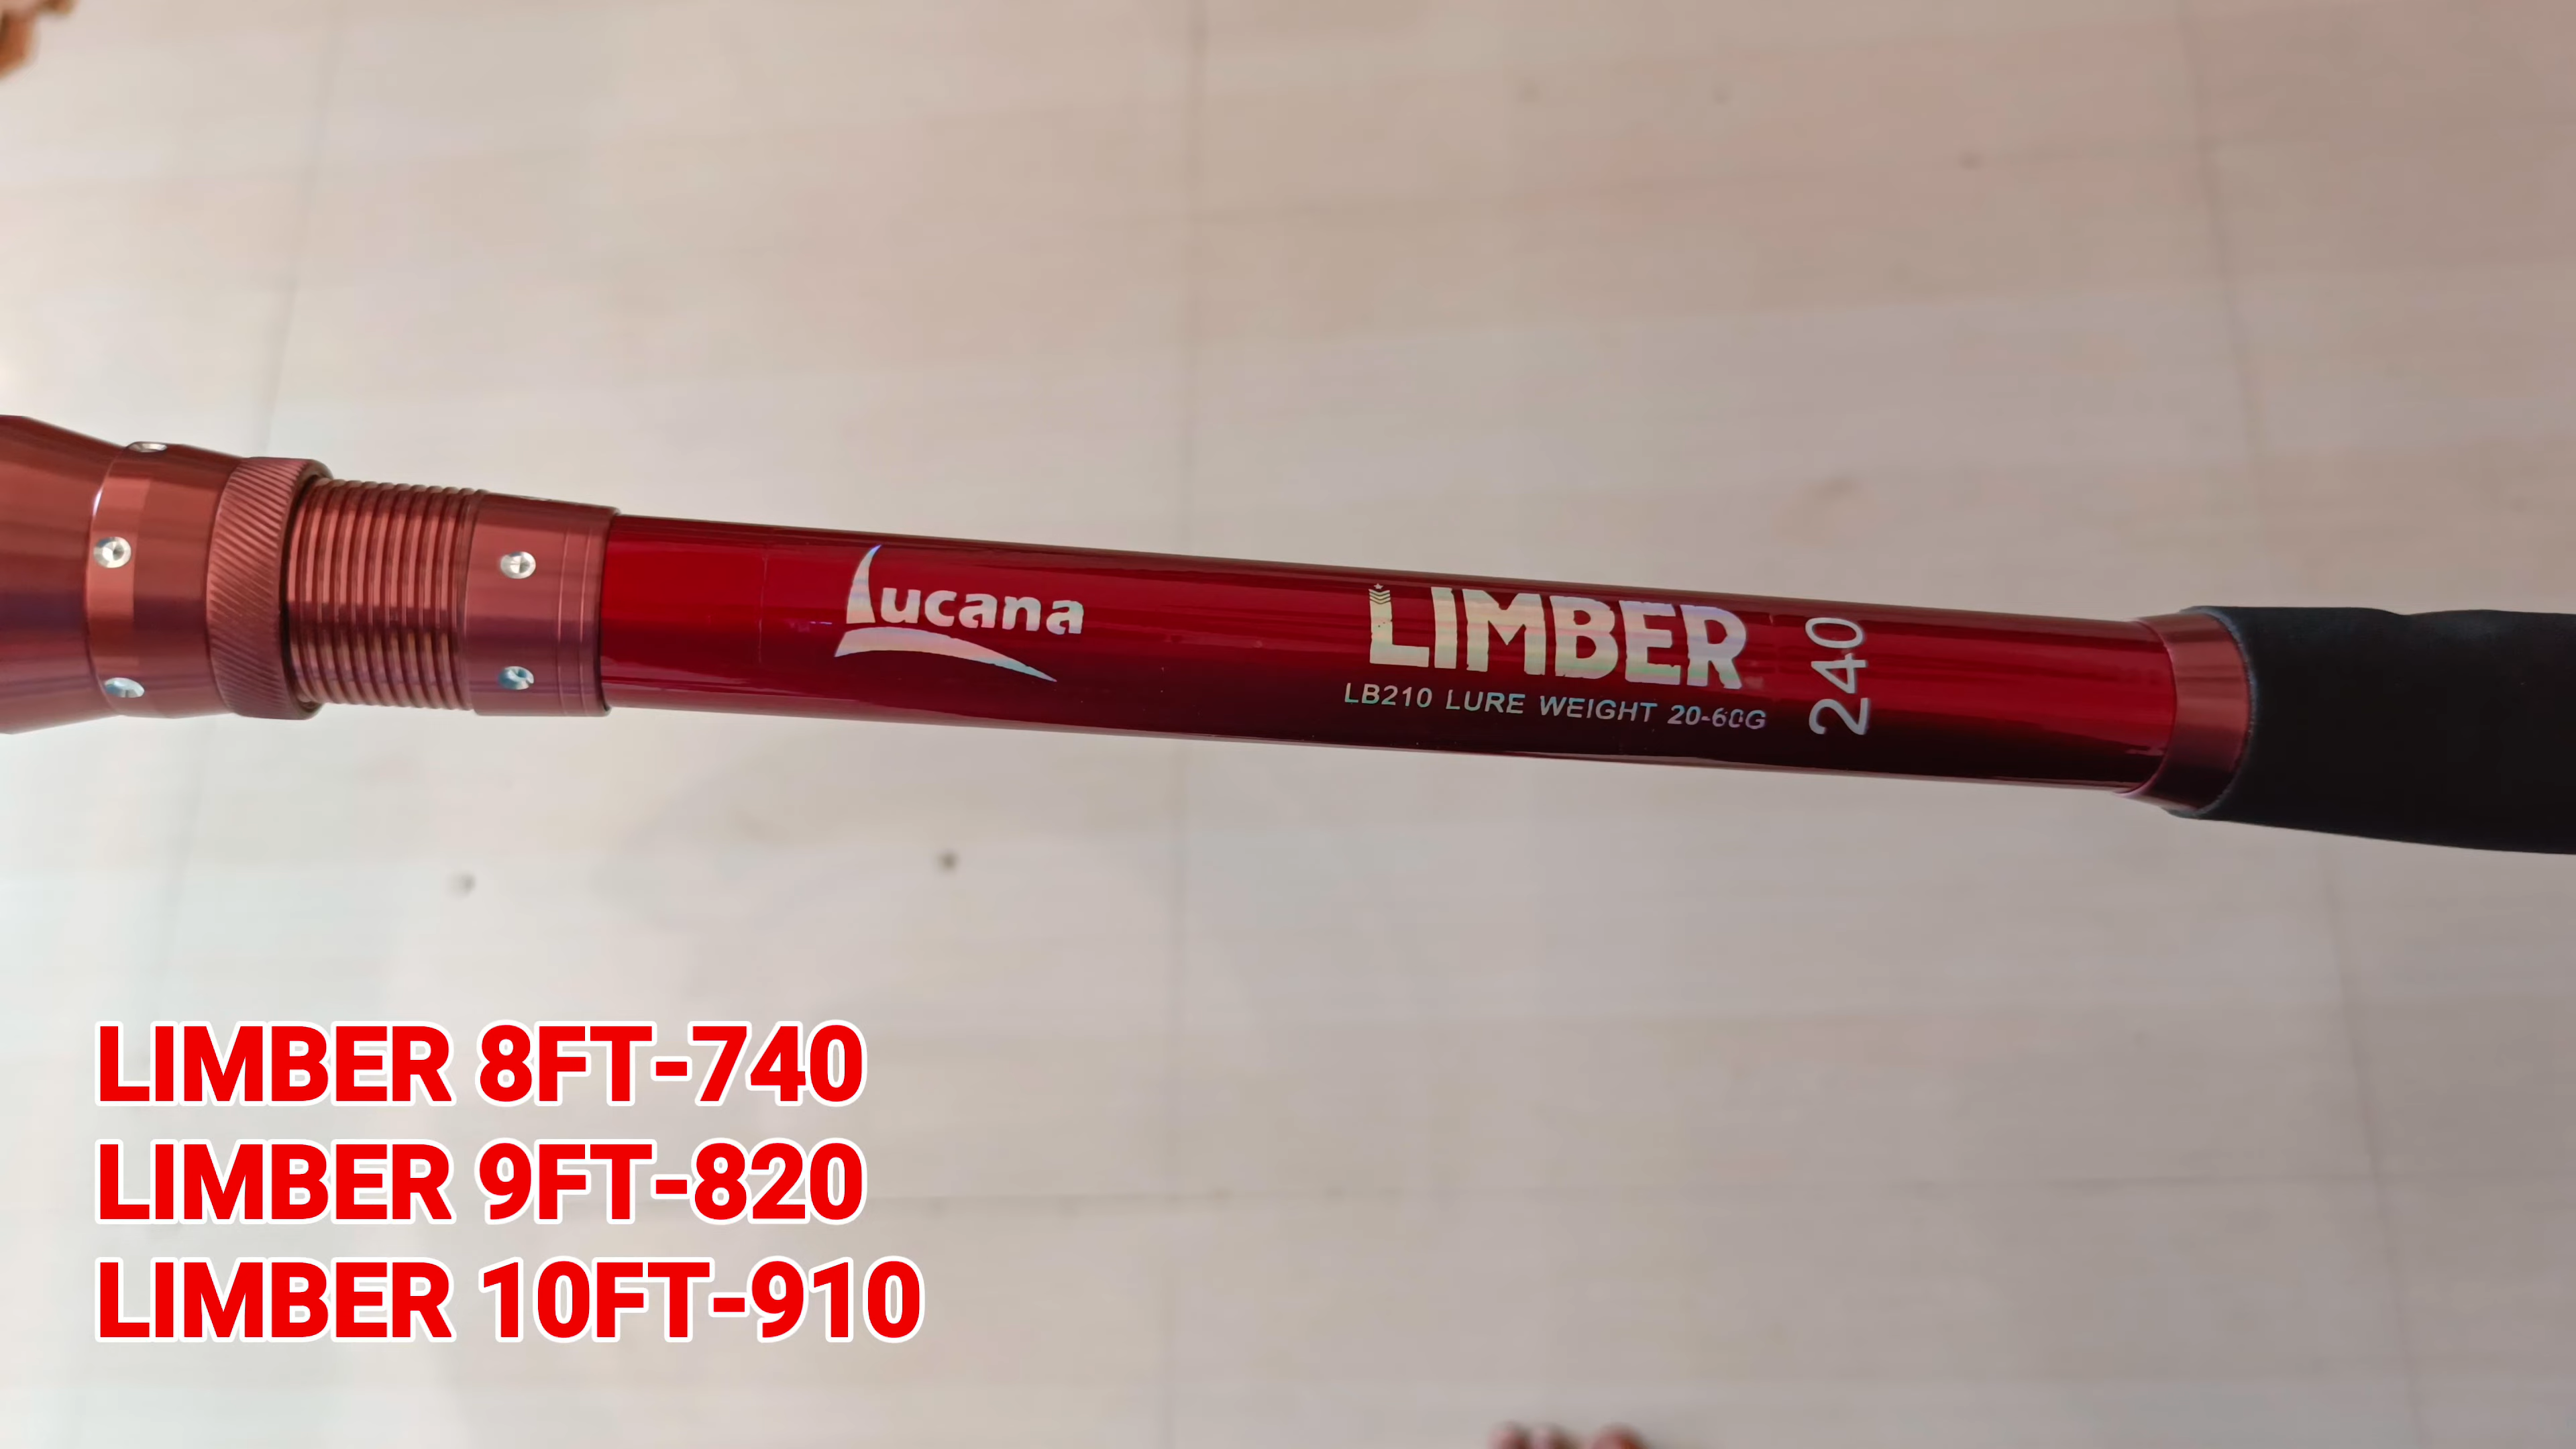 Lucana
LIMBER
LB210 LURE WEIGHT 20-60G
240
LIMBER 8FT-740
LIMBER 9FT-820
LIMBER 10FT-910